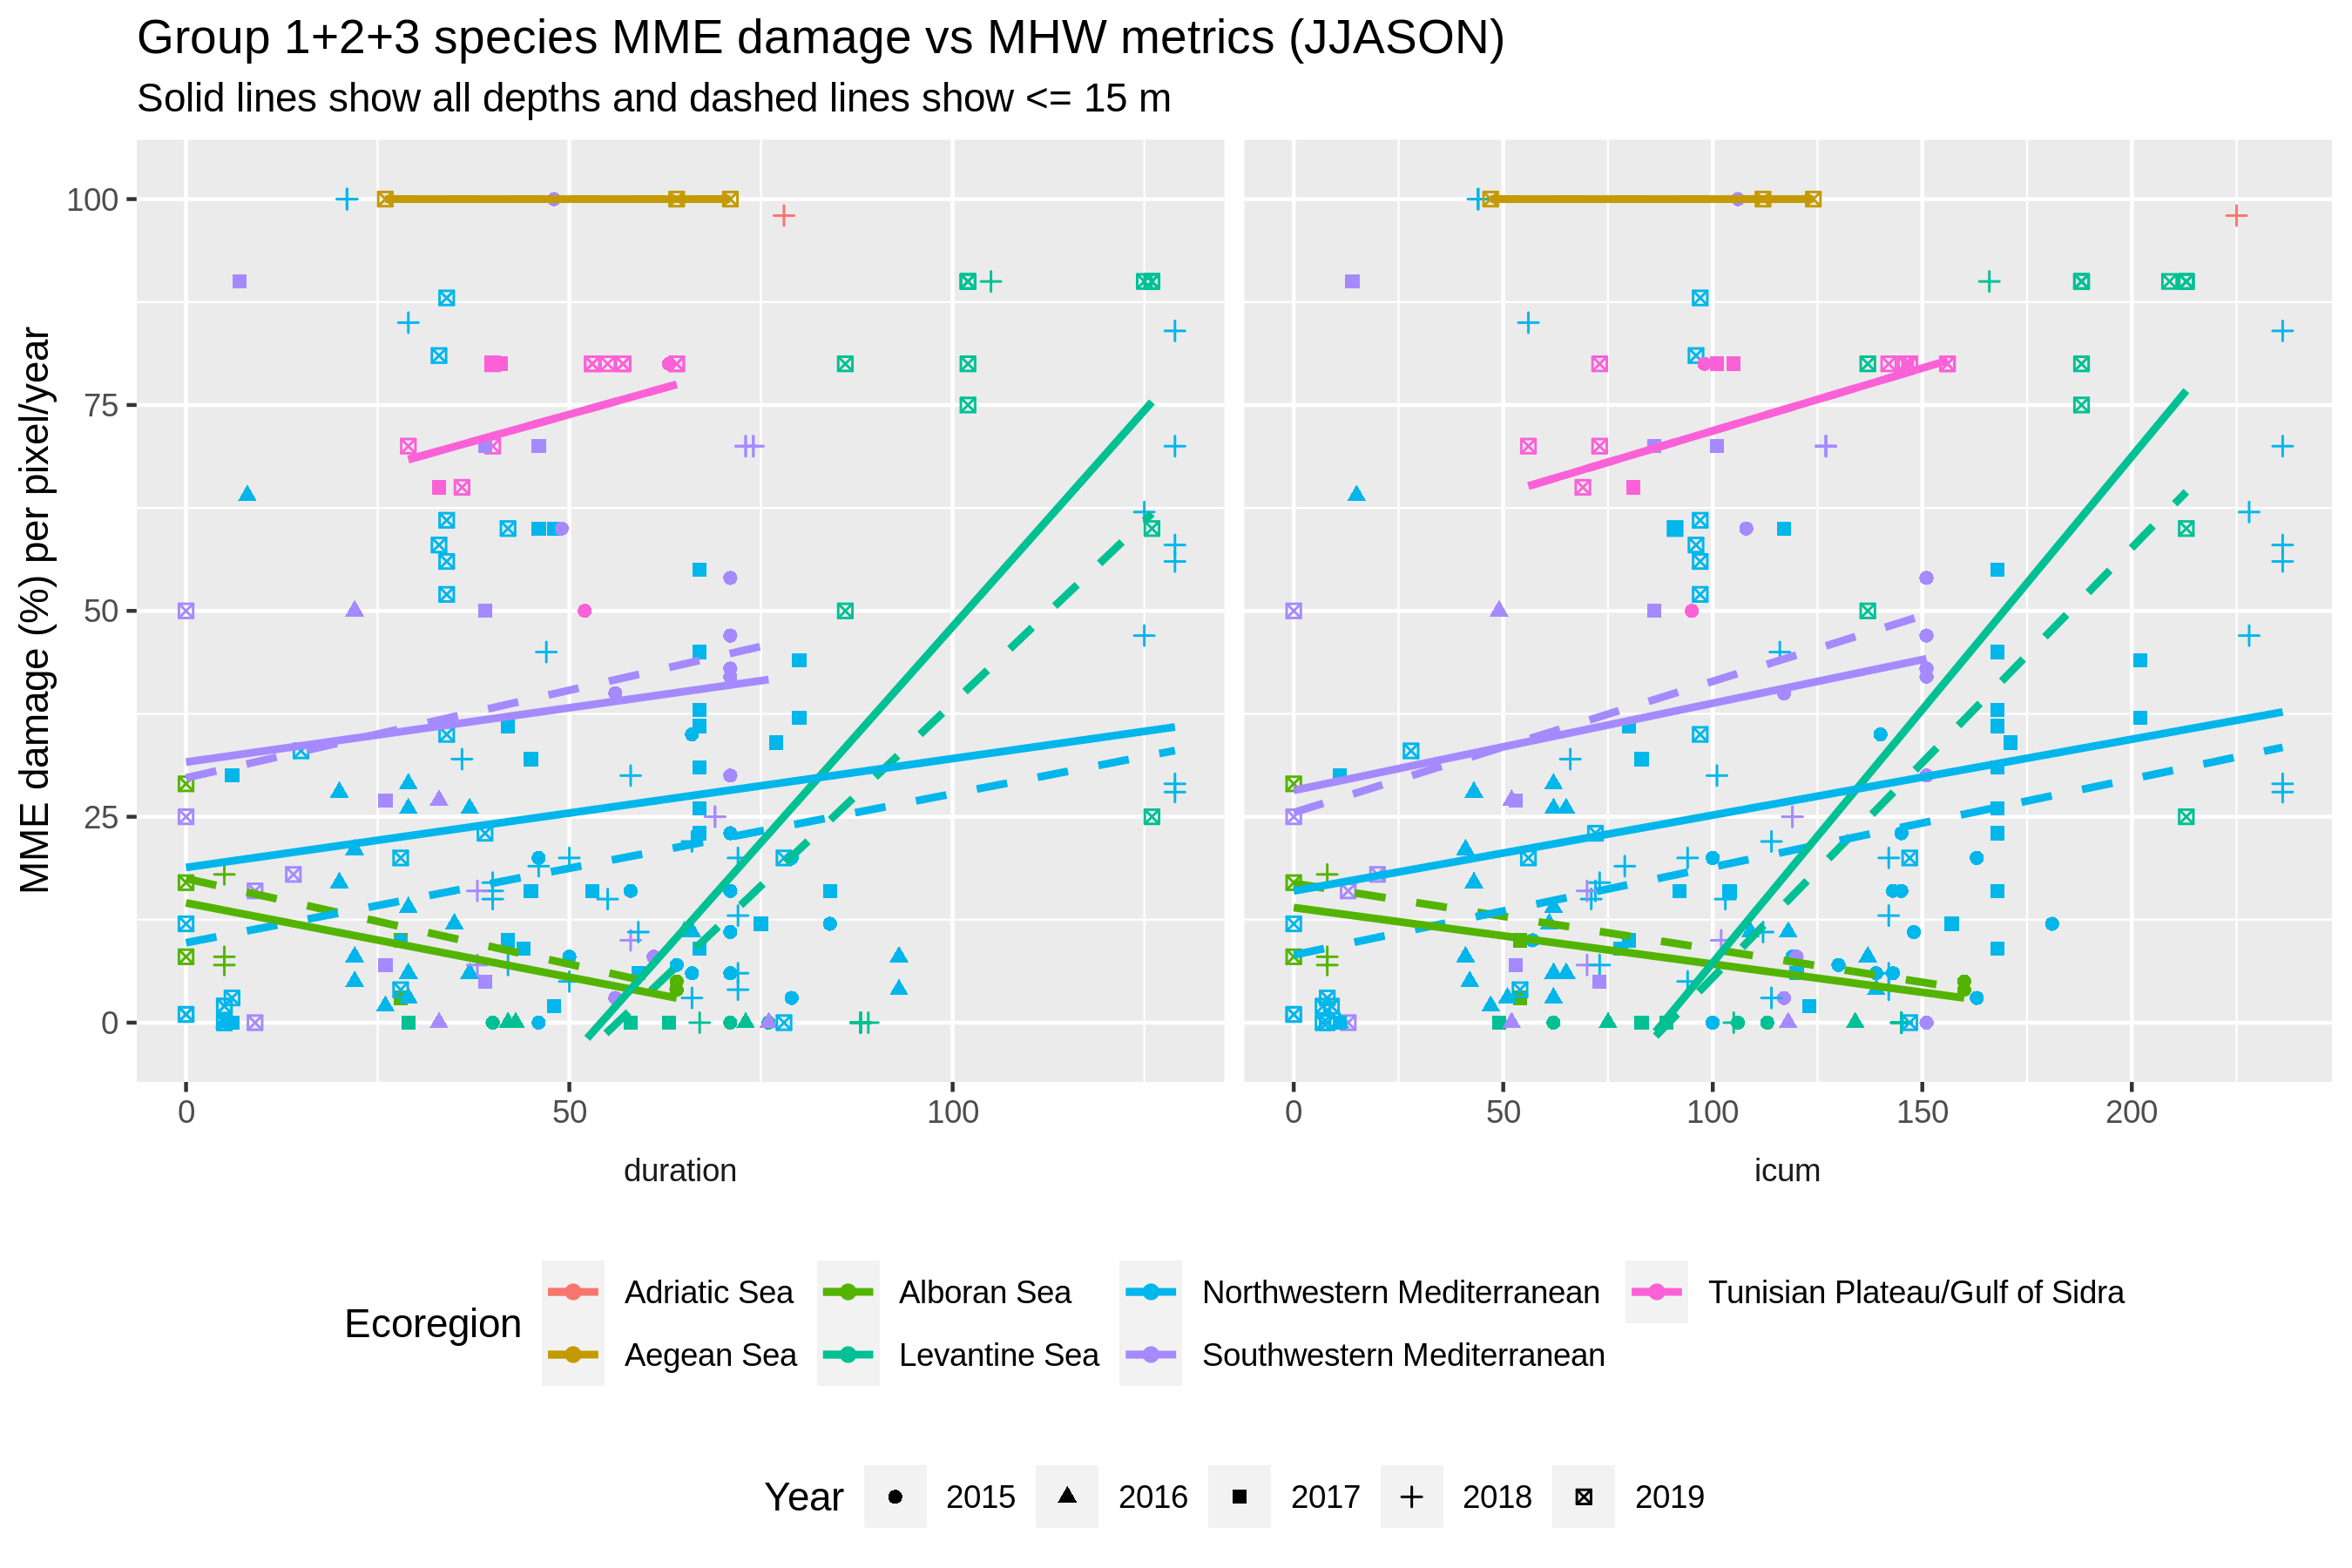 Group 1+2+3 species MME damage vs MHW metrics (JJASON)
Solid lines show all depths and dashed lines show <= 15 m
MME damage (%) per pixel/year
100
75
50
25
0
0 50 100
0 50 100 150 200
duration
icum
Ecoregion
Adriatic Sea
Alboran Sea
Northwestern Mediterranean
Tunisian Plateau/Gulf of Sidra
Aegean Sea
Levantine Sea
Southwestern Mediterranean
Year 2015 2016 2017 2018 2019